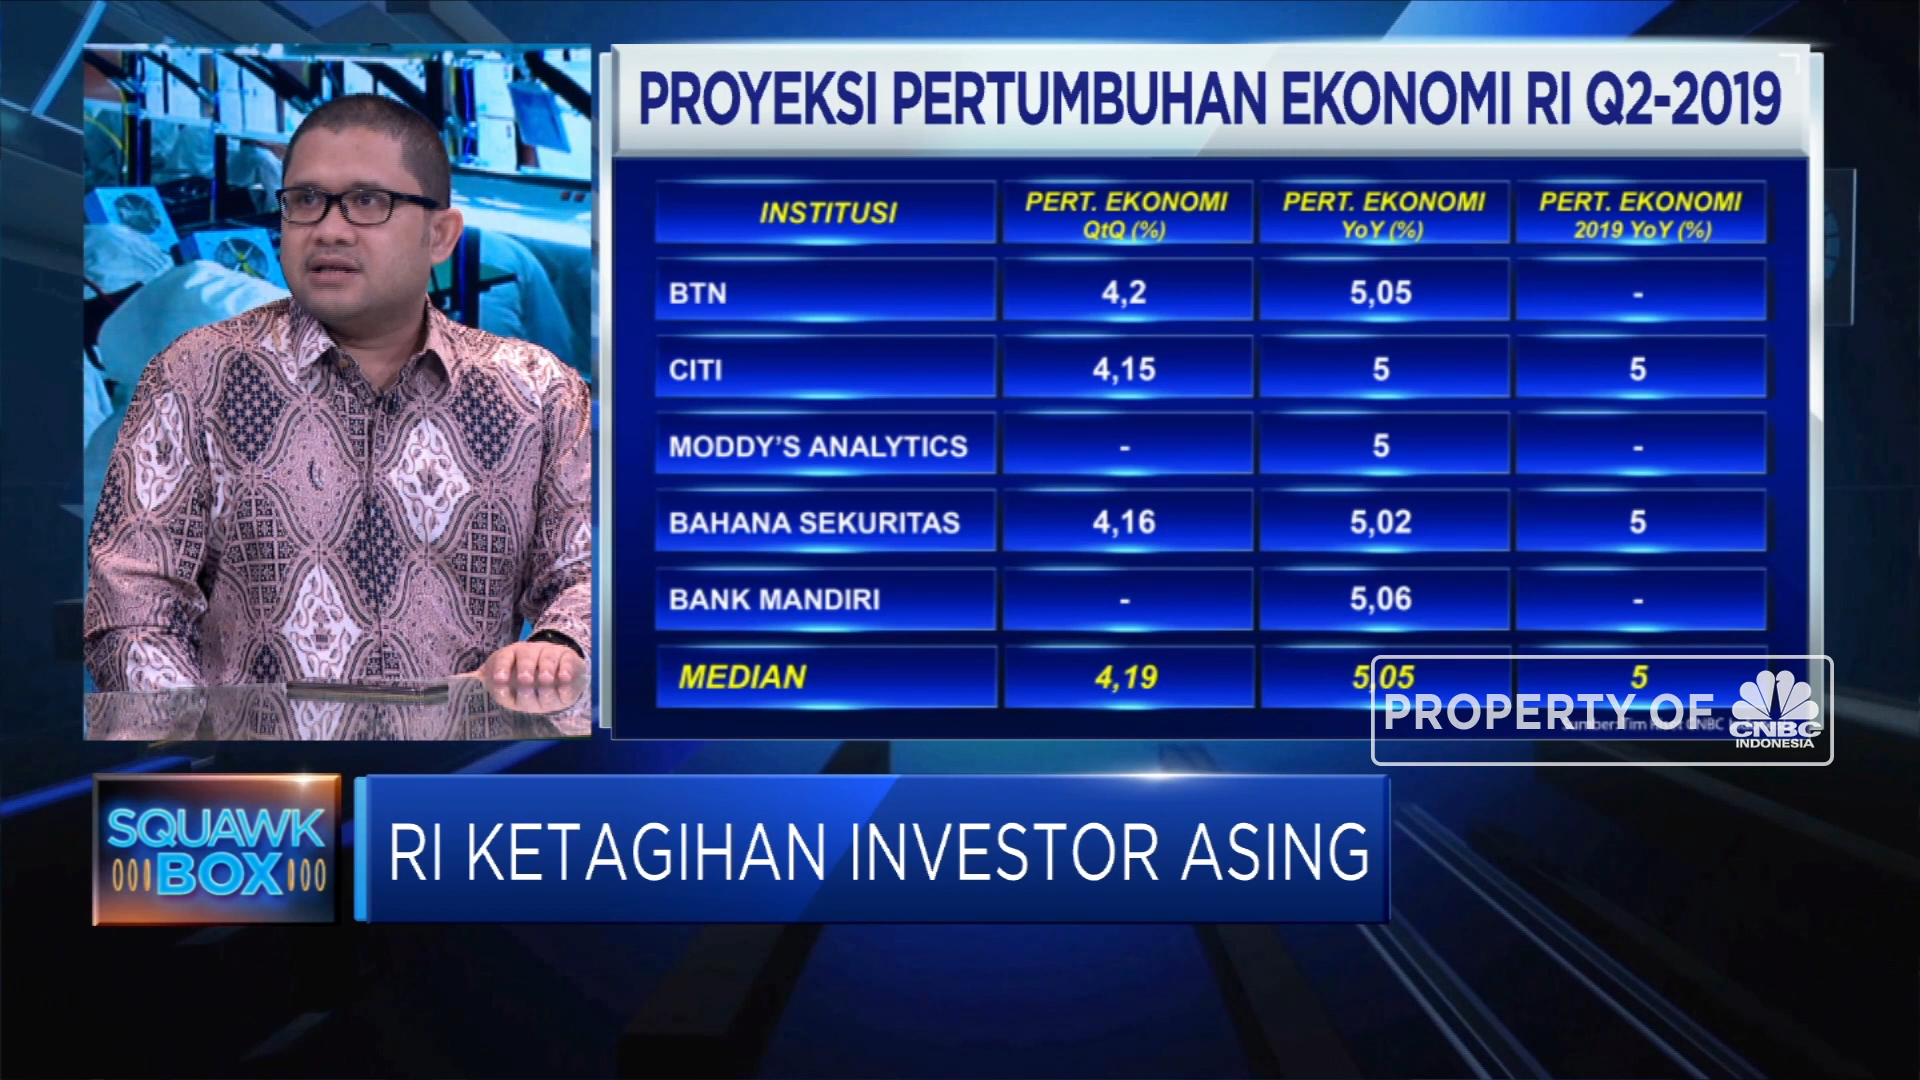 PROYEKSI PERTUMBUHAN EKONOMI RI Q2-2019
INSTITUSI PERT. EKONOMI QtQ (%) PERT. EKONOMI YoY (%) PERT. EKONOMI 2019 YoY (%)
BTN 4,2 5,05 -
CITI 4,15 5 5
MODDY'S ANALYTICS - 5 -
BAHANA SEKURITAS 4,16 5,02 5
BANK MANDIRI - 5,06 -
MEDIAN 4,19 5,05 5
PROPERTY OF CNBC INDONESIA
SQUAWK BOX
RI KETAGIHAN INVESTOR ASING